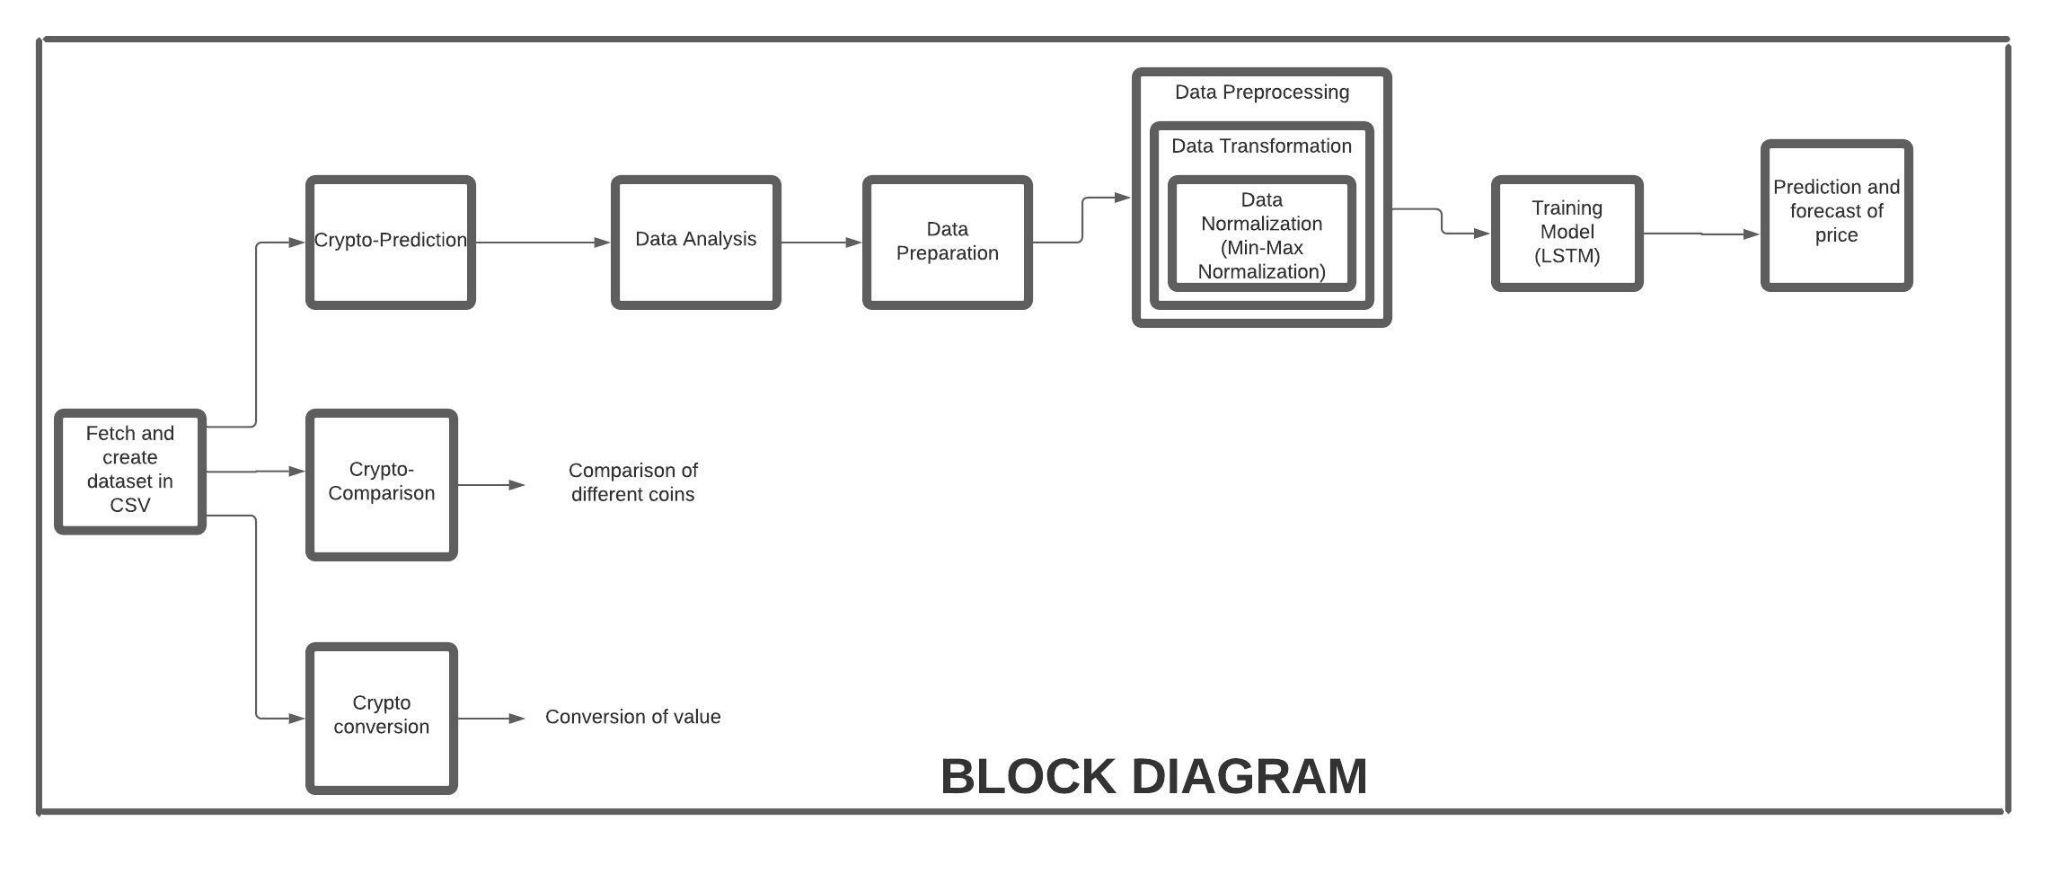 Data Preprocessing
Data Transformation
Data
Normalization
(Min-Max
Normalization)
Crypto-Prediction
Data Analysis
Data
Preparation
Training
Model
(LSTM)
Prediction and
forecast of
price
Fetch and
create
dataset in
CSV
Crypto-
Comparison
Comparison of
different coins
Crypto
conversion
Conversion of value
BLOCK DIAGRAM